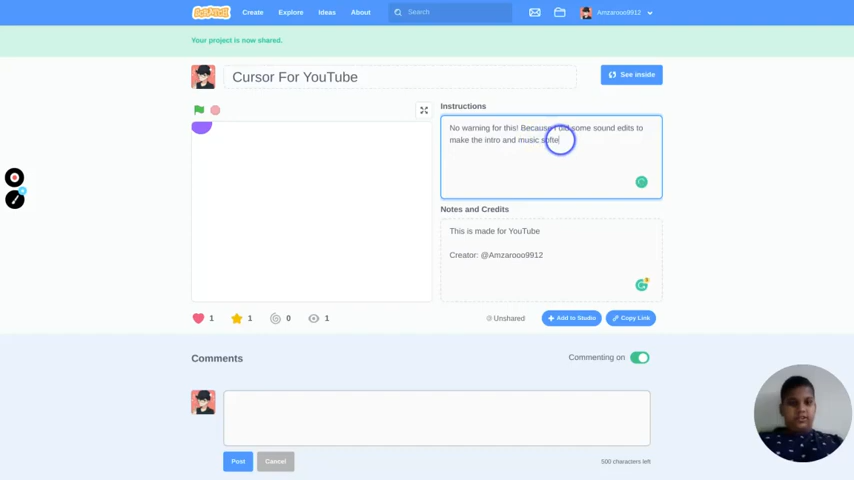 SCRATCH
Create
Explore
Ideas
About
Search
Amzarooo9912
Your project is now shared.
Cursor For YouTube
See inside
Instructions
No warning for this! Because I did some sound edits to
make the intro and music softe
Notes and Credits
This is made for YouTube
Creator: @Amzarooo9912
1
1
0
1
Unshared
Add to Studio
Copy Link
Comments
Commenting on
Post
Cancel
500 characters left